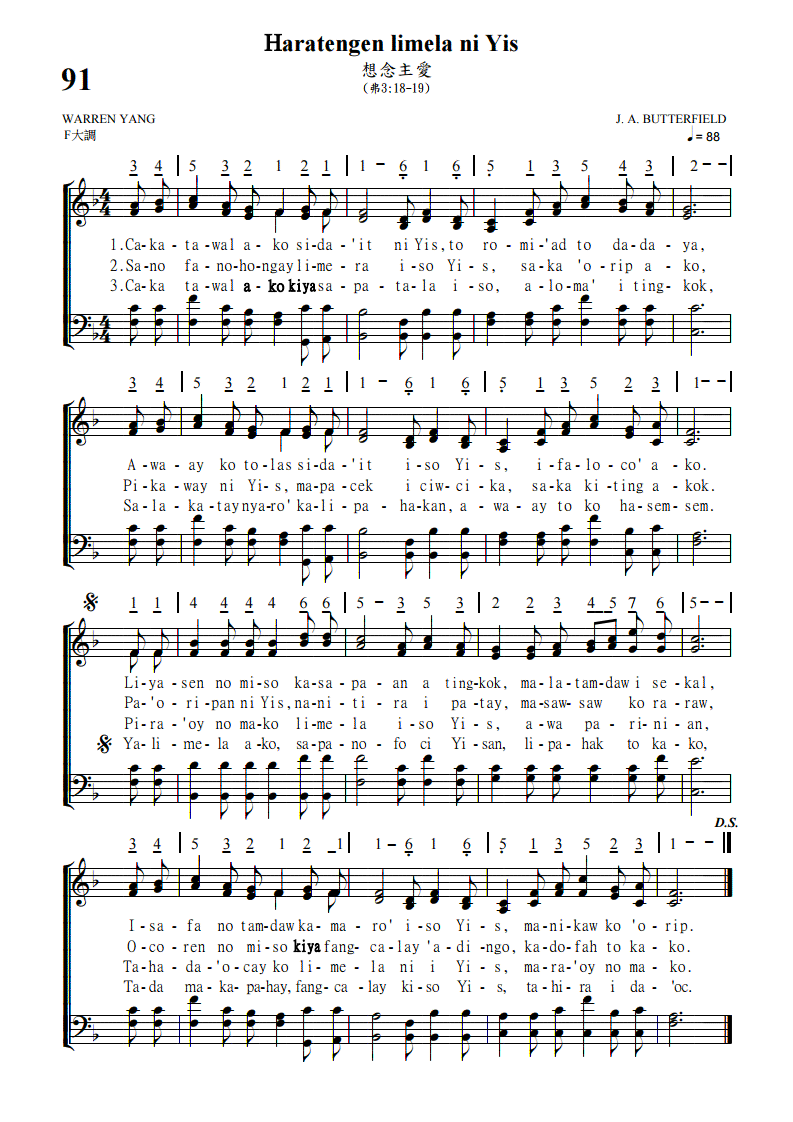 Haratengen limela ni Yis
想念主愛
91
(弗3:18-19)
WARREN YANG
J. A. BUTTERFIELD
F大調
♩= 88
3 4 | 5 3 2 1 2 1 | 1 - 6 1 6 | 5 1 3 5 4 3 | 2 - - |
1.Ca-ka-ta-wal a-ko si-da-'it ni Yis, to ro-mi-'ad to da-da-ya,
2.Sa-no fa-no-ho-ngay li-me-ra i-so Yi-s, sa-ka 'o-rip a-ko,
3.Ca-ka ta-wal a-ko kiya sa-pa-ta-la i-so, a-lo-ma' i ting-kok,
3 4 | 5 3 2 1 2 1 | 1 - 6 1 6 | 5 1 3 5 2 3 | 1 - - |
A-wa-ay ko to-las si-da-'it i-so Yi-s, i-fa-lo-co' a-ko.
Pi-ka-way ni Yi-s, ma-pa-cek i ciw-ci-ka, sa-ka ki-ting a-kok.
Sa-la-ka-tay nya-ro' ka-li-pa-ha-kan, a-wa-ay to ko ha-sem-sem.
1 1 | 4 4 4 4 6 6 | 5 - 3 5 3 | 2 2 3 4 5 7 6 | 5 - - |
Li-ya-sen no mi-so ka-sa-pa-an a ting-kok, ma-la-tam-daw i se-kal,
Pa-'o-ri-pan ni Yis, na-ni-ti-ra i pa-tay, ma-saw-saw ko ra-raw,
Pi-ra-'oy no ma-ko li-me-la i-so Yi-s, a-wa pa-ri-ni-an,
Ya-li-me-la a-ko, sa-pa-no-fo ci Yi-san, li-pa-hak to ka-ko,
D.S.
3 4 | 5 3 3 1 2 1 | 1 - 6 1 6 | 5 1 3 5 2 3 | 1 - - ||
I-sa-fa no tam-daw ka-ma-ro' i-so Yi-s, ma-ni-kaw ko 'o-rip.
O-co-ren no mi-so kiya fang-ca-lay 'a-di-ngo, ka-do-fah to ka-ko.
Ta-ha-da-'o-cay ko li-me-la ni i Yi-s, ma-ra-'oy no ma-ko.
Ta-da ma-ka-pa-hay, fang-ca-lay ki-so Yi-s, ta-hi-ra i da-'oc.